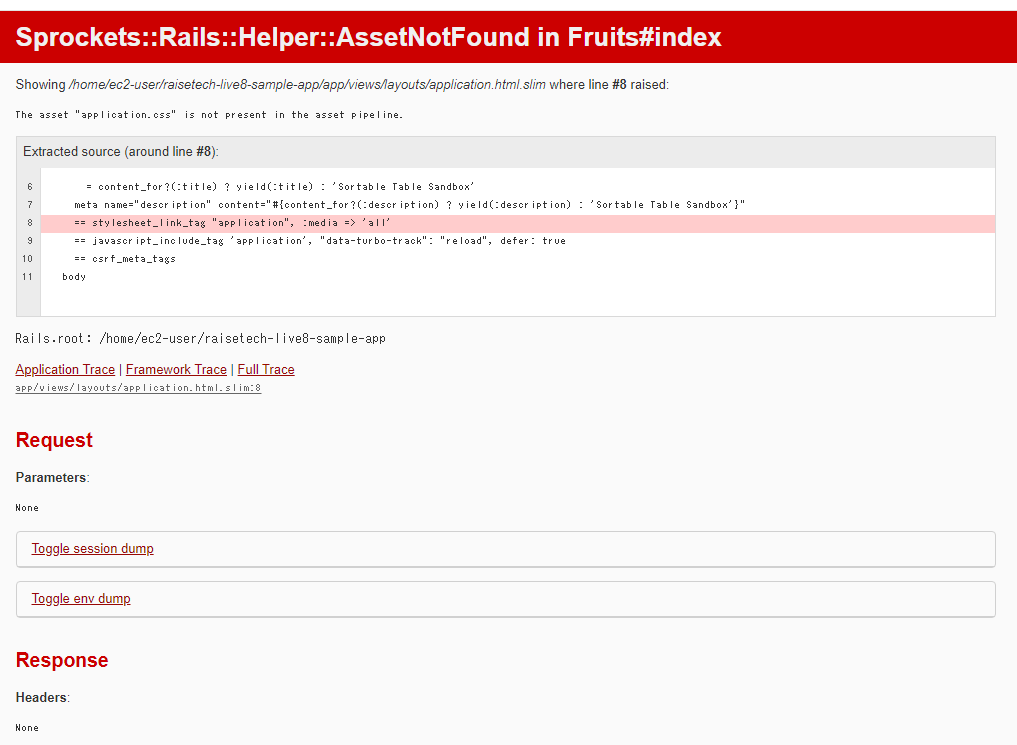 Sprockets::Rails::Helper::AssetNotFound in Fruits#index
Showing /home/ec2-user/raisetech-live8-sample-app/app/views/layouts/application.html.slim where line #8 raised:
The asset "application.css" is not present in the asset pipeline.
Extracted source (around line #8):
6 = content_for?(:title) ? yield(:title) : 'Sortable Table Sandbox'
7 meta name="description" content="#{content_for?(:description) ? yield(:description) : 'Sortable Table Sandbox'}"
8 == stylesheet_link_tag "application", :media => 'all'
9 == javascript_include_tag 'application', "data-turbo-track": "reload", defer: true
10 == csrf_meta_tags
11 body
Rails.root: /home/ec2-user/raisetech-live8-sample-app
Application Trace | Framework Trace | Full Trace
app/views/layouts/application.html.slim:8
Request
Parameters:
None
Toggle session dump
Toggle env dump
Response
Headers:
None